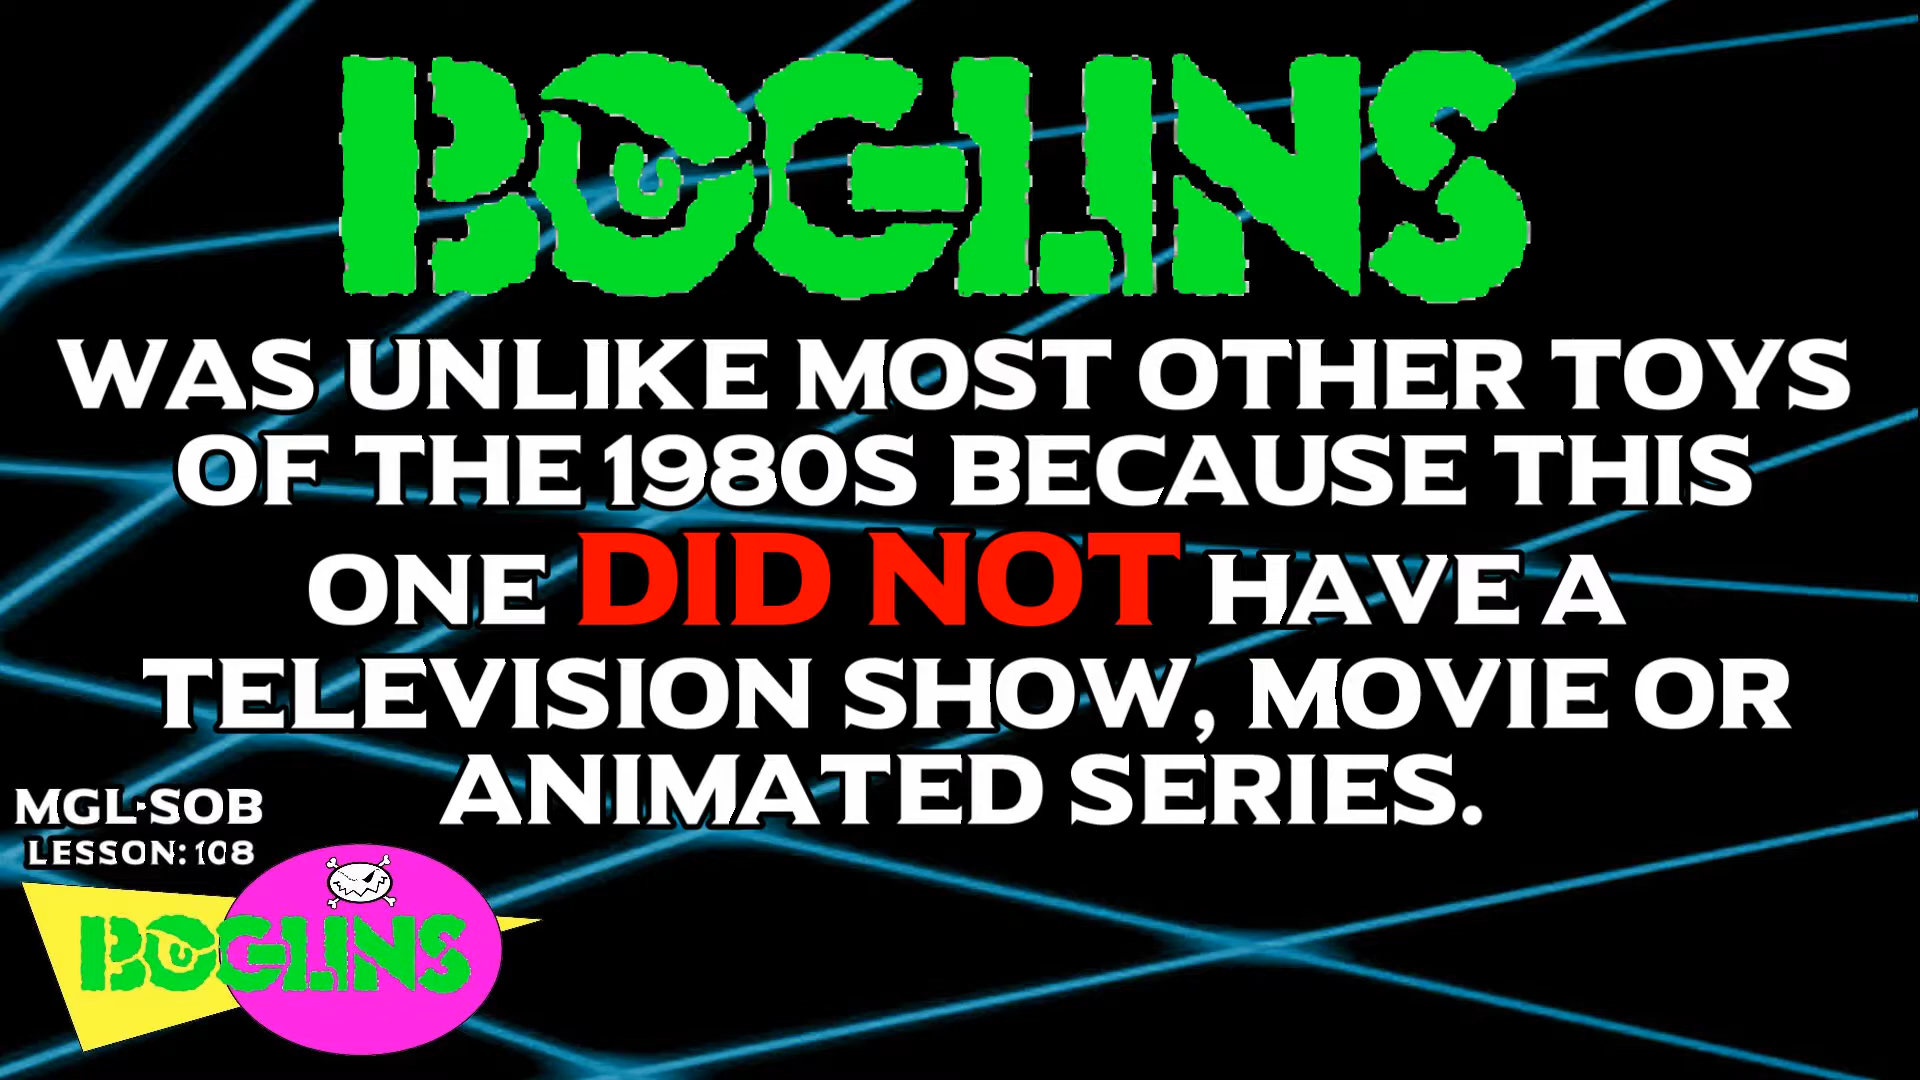 BOGLINS
WAS UNLIKE MOST OTHER TOYS
OF THE 1980S BECAUSE THIS
ONE DID NOT HAVE A
TELEVISION SHOW, MOVIE OR
ANIMATED SERIES.
MGL·SOB
LESSON: 108
BOGLINS